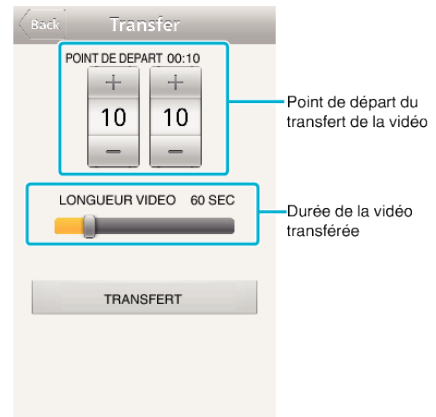 Back
Transfer
POINT DE DEPART 00:10
+ +
10 10
− −
Point de départ du
transfert de la vidéo
LONGUEUR VIDEO 60 SEC
Durée de la vidéo
transférée
TRANSFERT